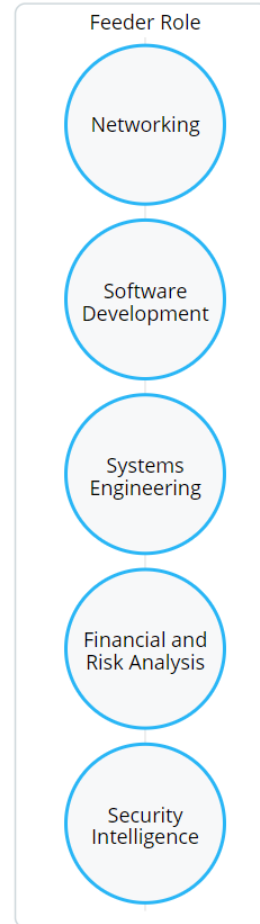 Feeder Role
Networking
Software
Development
Systems
Engineering
Financial and
Risk Analysis
Security
Intelligence